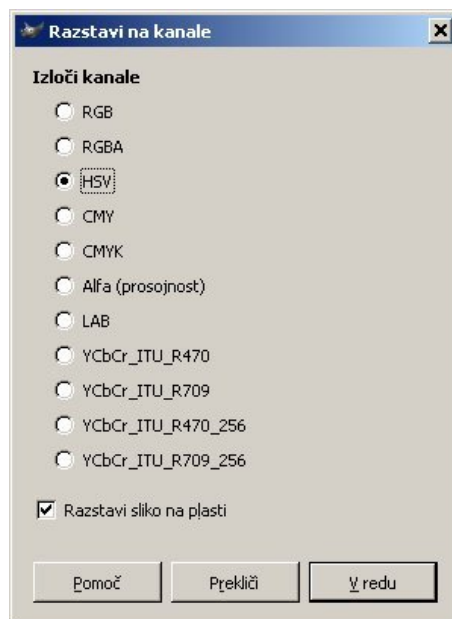 Razstavi na kanale
Izloči kanale
RGB
RGBA
HSV
CMY
CMYK
Alfa (prosojnost)
LAB
YCbCr_ITU_R470
YCbCr_ITU_R709
YCbCr_ITU_R470_256
YCbCr_ITU_R709_256
Razstavi sliko na plasti
Pomoč Prekliči V redu